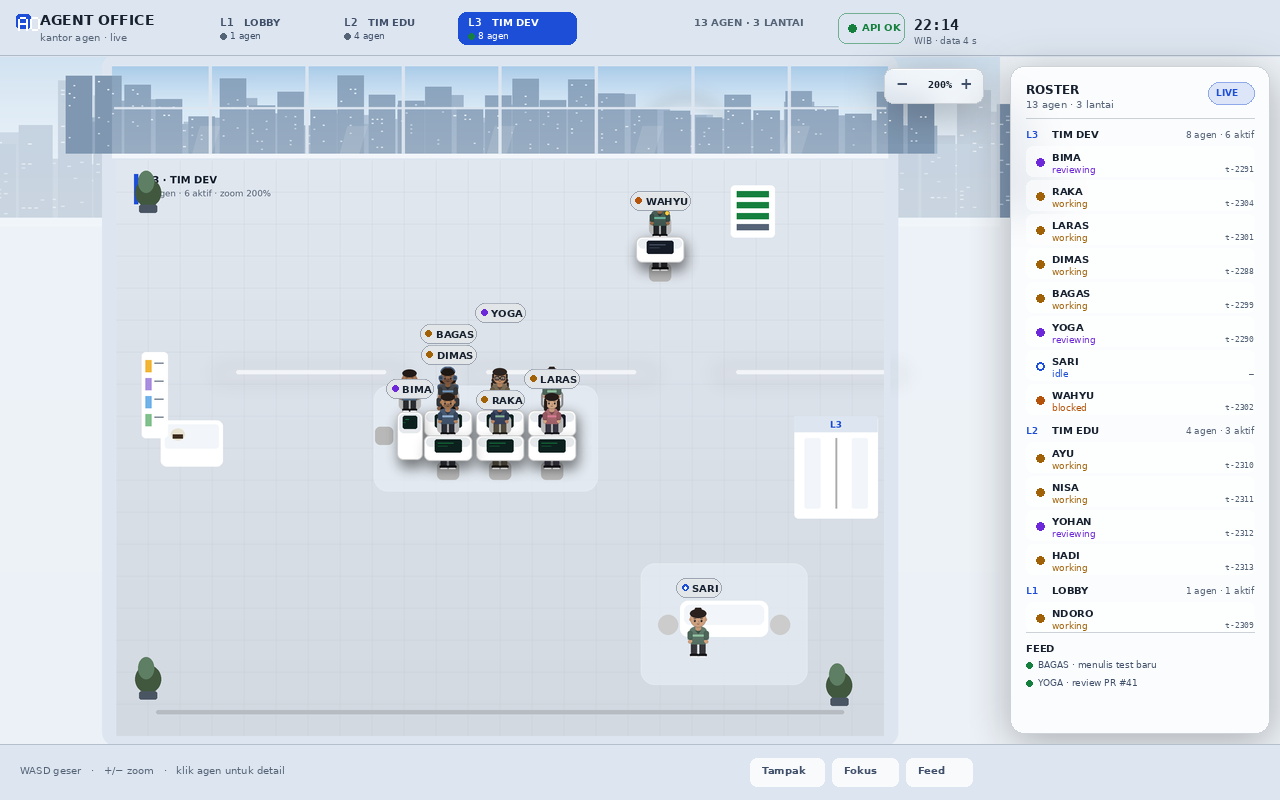 AGENT OFFICE
kantor agen · live
L1 LOBBY
1 agen
L2 TIM EDU
4 agen
L3 TIM DEV
8 agen
13 AGEN · 3 LANTAI
API OK
22:14
WIB · data 4 s
− 200% +
· TIM DEV
gen · 6 aktif · zoom 200%
WAHYU
YOGA
BAGAS
DIMAS
LARAS
BIMA
RAKA
L3
SARI
ROSTER
13 agen · 3 lantai
LIVE
L3 TIM DEV 8 agen · 6 aktif
BIMA
reviewing t-2291
RAKA
working t-2304
LARAS
working t-2301
DIMAS
working t-2288
BAGAS
working t-2299
YOGA
reviewing t-2290
SARI
idle –
WAHYU
blocked t-2302
L2 TIM EDU 4 agen · 3 aktif
AYU
working t-2310
NISA
working t-2311
YOHAN
reviewing t-2312
HADI
working t-2313
L1 LOBBY 1 agen · 1 aktif
NDORO
working t-2309
FEED
BAGAS · menulis test baru
YOGA · review PR #41
WASD geser · +/− zoom · klik agen untuk detail
Tampak
Fokus
Feed